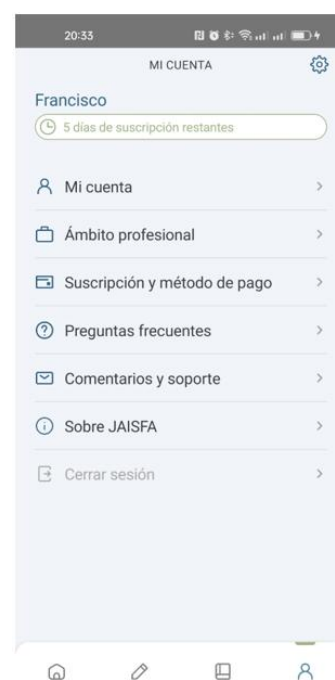 20:33
MI CUENTA
Francisco
5 días de suscripción restantes
Mi cuenta
Ámbito profesional
Suscripción y método de pago
Preguntas frecuentes
Comentarios y soporte
Sobre JAISFA
Cerrar sesión